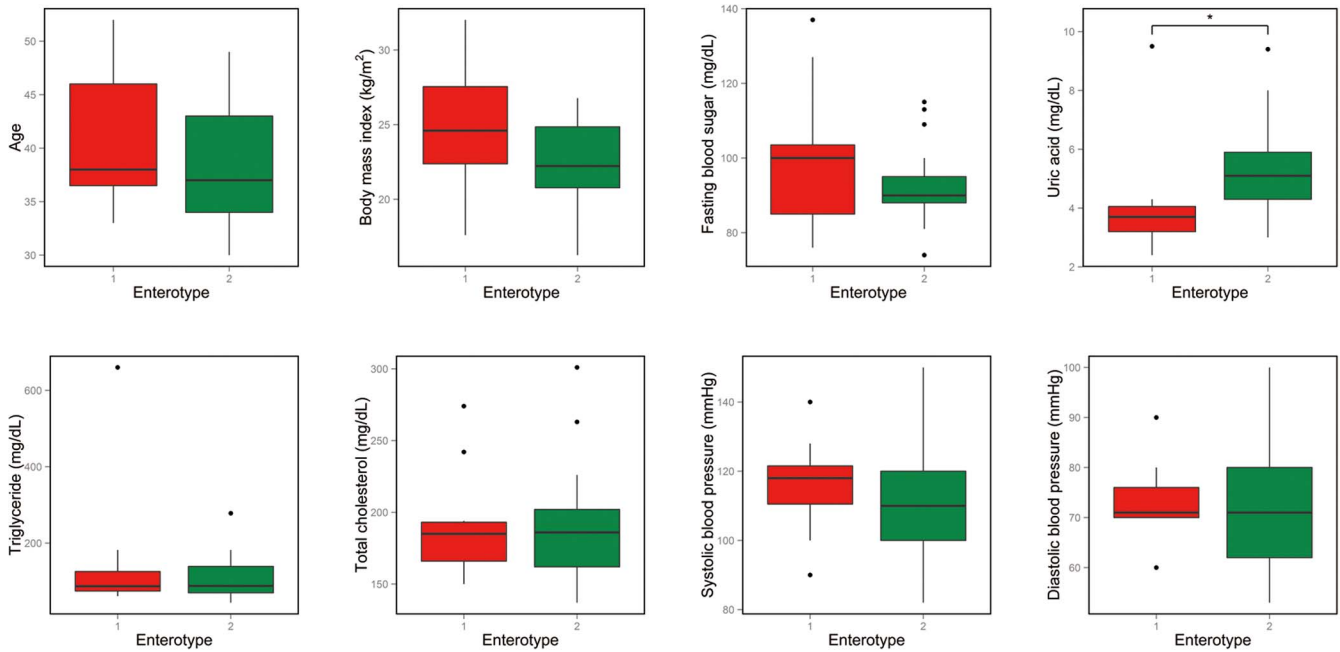 Age
50
45
40
35
30
1 2
Enterotype
Body mass index (kg/m²)
30
25
20
1 2
Enterotype
Fasting blood sugar (mg/dL)
140
120
100
80
1 2
Enterotype
Uric acid (mg/dL)
*
10
8
6
4
2
1 2
Enterotype
Triglyceride (mg/dL)
600
400
200
1 2
Enterotype
Total cholesterol (mg/dL)
300
250
200
150
1 2
Enterotype
Systolic blood pressure (mmHg)
140
120
100
80
1 2
Enterotype
Diastolic blood pressure (mmHg)
100
90
80
70
60
1 2
Enterotype